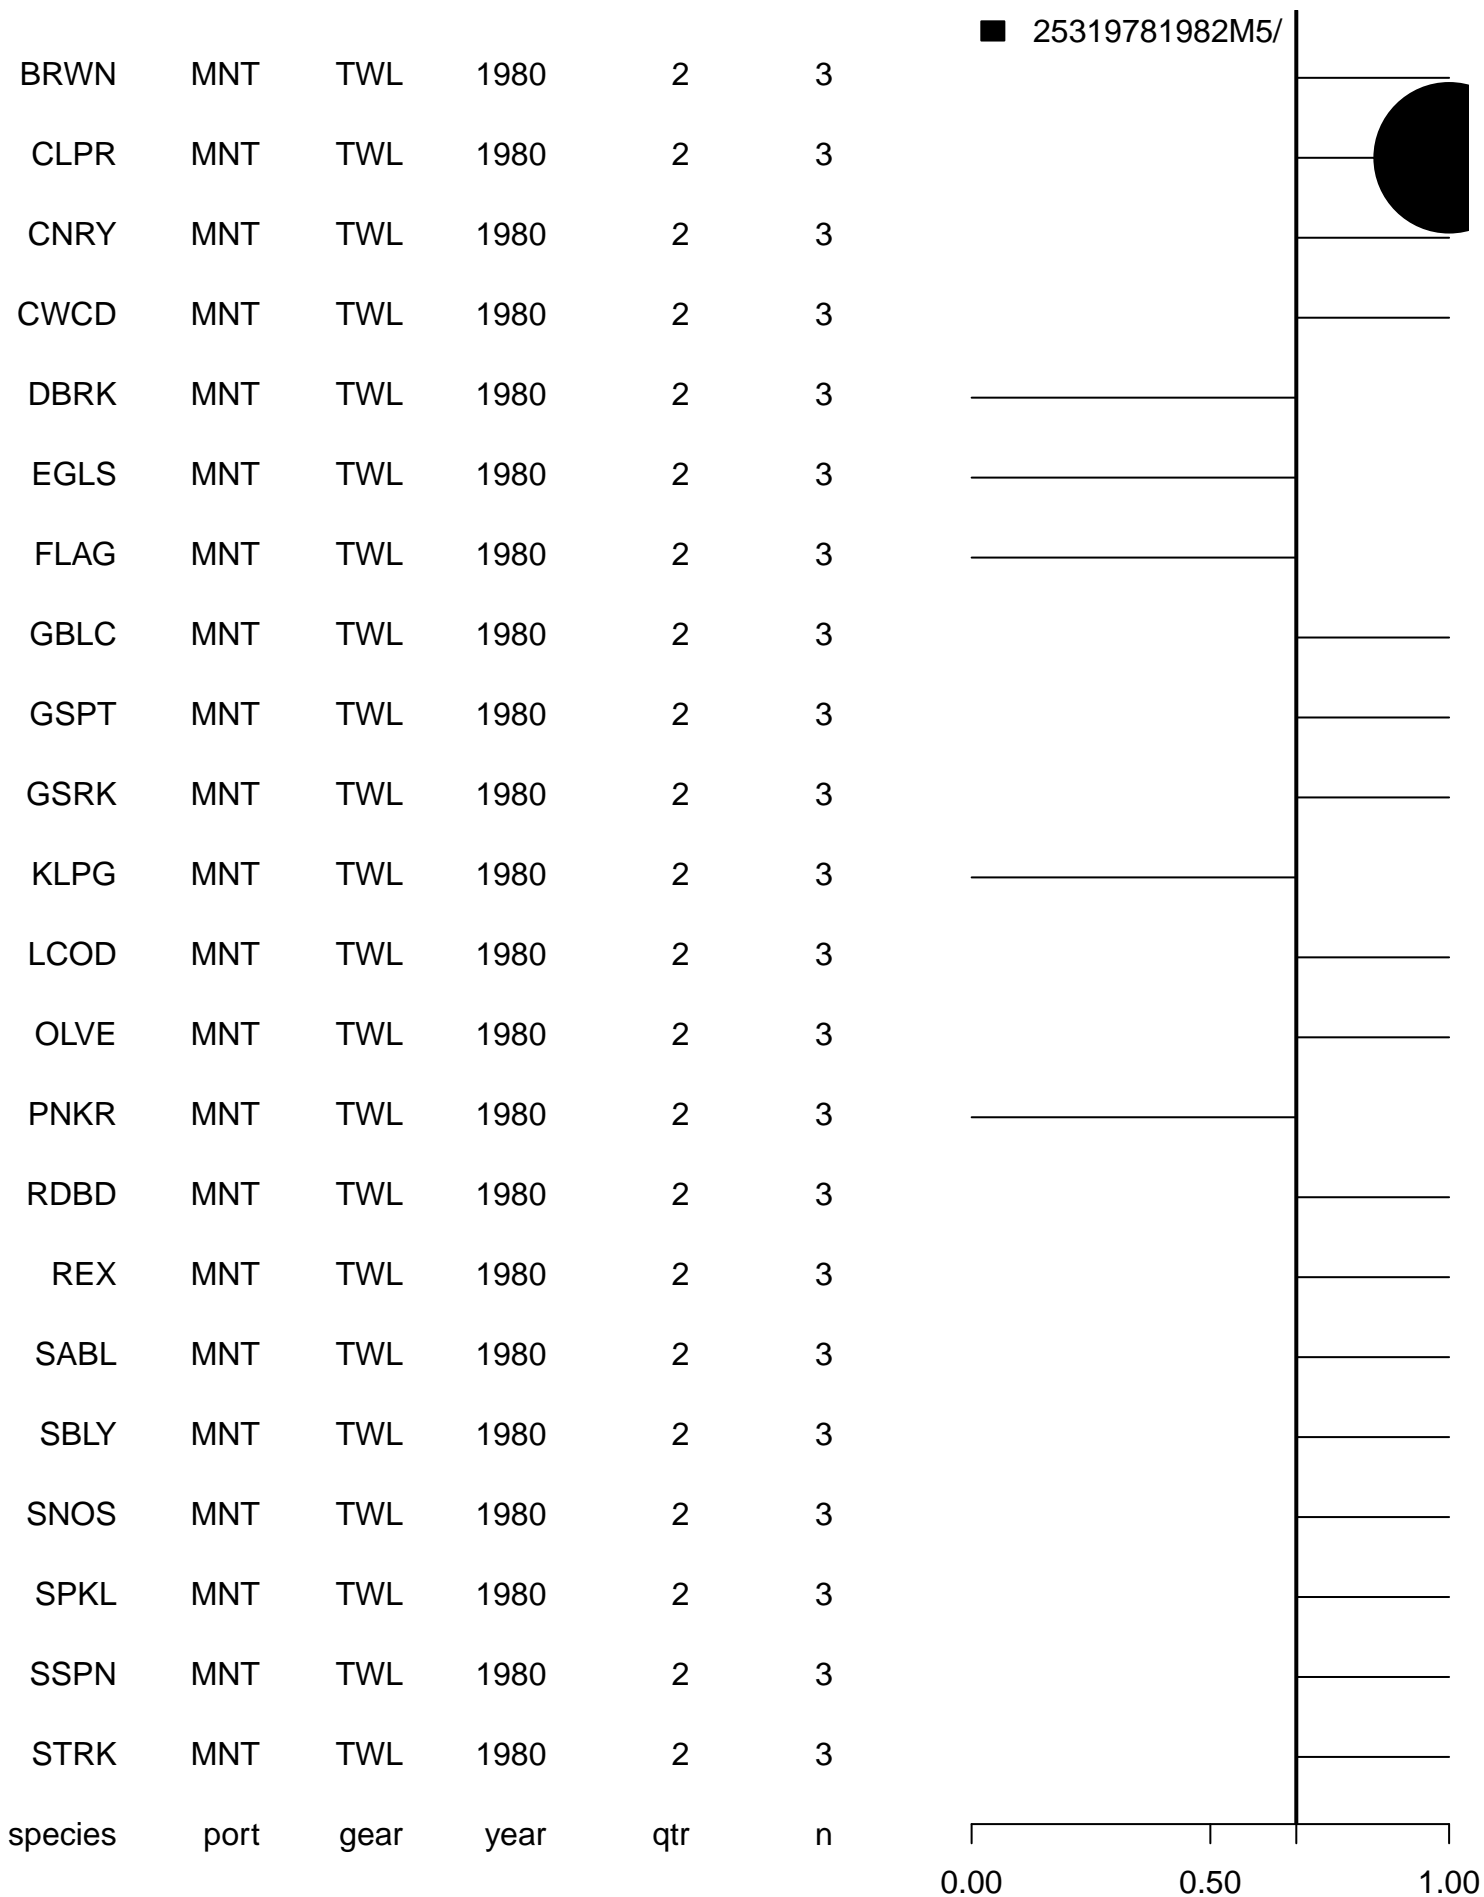 25319781982M5/
BRWN MNT TWL 1980 2 3
CLPR MNT TWL 1980 2 3
CNRY MNT TWL 1980 2 3
CWCD MNT TWL 1980 2 3
DBRK MNT TWL 1980 2 3
EGLS MNT TWL 1980 2 3
FLAG MNT TWL 1980 2 3
GBLC MNT TWL 1980 2 3
GSPT MNT TWL 1980 2 3
GSRK MNT TWL 1980 2 3
KLPG MNT TWL 1980 2 3
LCOD MNT TWL 1980 2 3
OLVE MNT TWL 1980 2 3
PNKR MNT TWL 1980 2 3
RDBD MNT TWL 1980 2 3
REX MNT TWL 1980 2 3
SABL MNT TWL 1980 2 3
SBLY MNT TWL 1980 2 3
SNOS MNT TWL 1980 2 3
SPKL MNT TWL 1980 2 3
SSPN MNT TWL 1980 2 3
STRK MNT TWL 1980 2 3
species port gear year qtr n
0.00 0.50 1.00